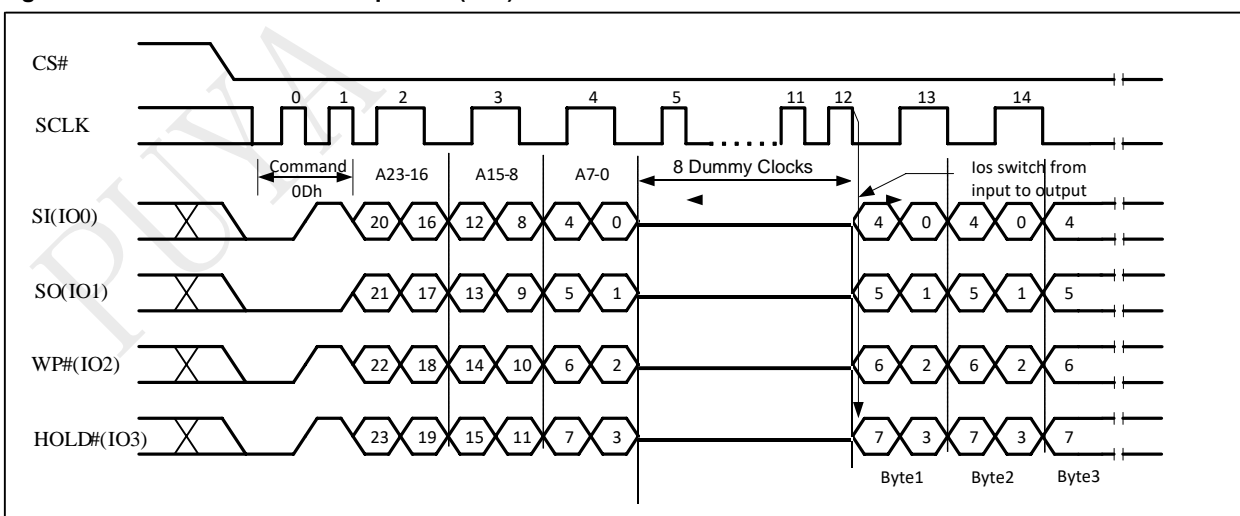 CS#
0 1 2 3 4 5 11 12 13 14
SCLK
Command
0Dh
A23-16 A15-8 A7-0
8 Dummy Clocks
Ios switch from
input to output
SI(IO0) 20 16 12 8 4 0 4 0 4 0 4
SO(IO1) 21 17 13 9 5 1 5 1 5 1 5
WP#(IO2) 22 18 14 10 6 2 6 2 6 2 6
HOLD#(IO3) 23 19 15 11 7 3 7 3 7 3 7
Byte1 Byte2 Byte3
PUYA